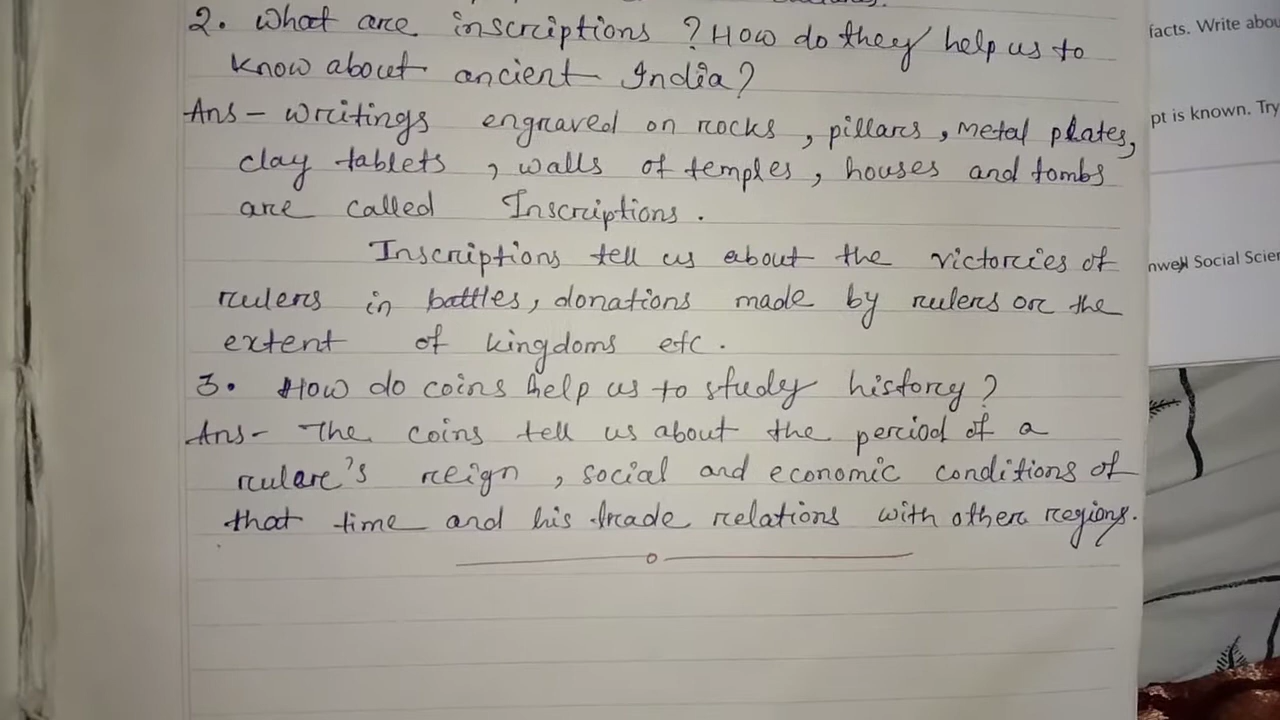 2. What are inscriptions ? How do they help us to
know about ancient India?
Ans - Writings engraved on rocks , pillars , metal plates,
clay tablets , walls of temples , houses and tombs
are called Inscriptions .
Inscriptions tell us about the victories of
rulers in battles, donations made by rulers or the
extent of kingdoms etc .
3. How do coins help us to study history ?
Ans - The coins tell us about the period of a
rular's reign , social and economic conditions of
that time and his trade relations with other regions.
facts. Write abou
pt is known. Try
nwell Social Scien